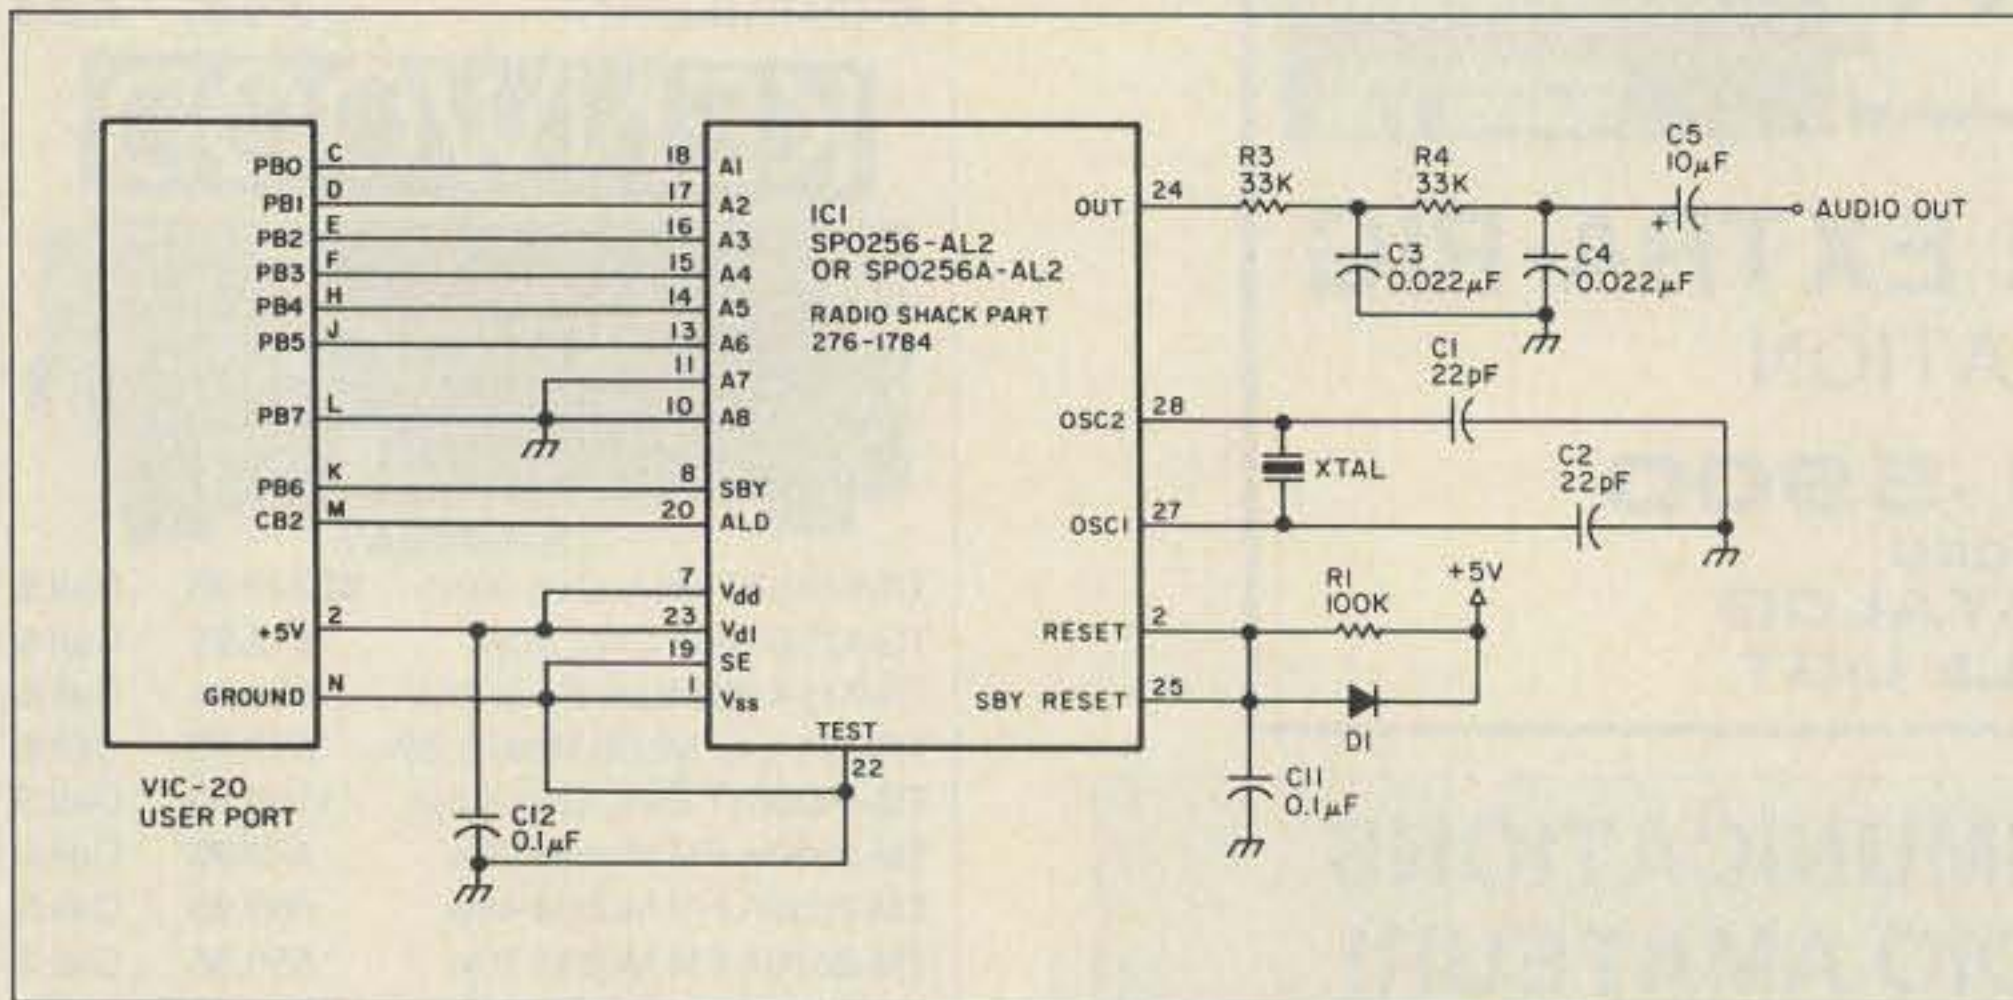 PB0 C
PB1 D
PB2 E
PB3 F
PB4 H
PB5 J
PB7 L
PB6 K
CB2 M
+5V 2
GROUND N
VIC-20
USER PORT
18 A1
17 A2
16 A3
15 A4
14 A5
13 A6
11 A7
10 A8
8 SBY
20 ALD
7 Vdd
23 Vd1
19 SE
1 Vss
TEST
22
IC1
SPO256-AL2
OR SPO256A-AL2
RADIO SHACK PART
276-1784
OUT 24
OSC2 28
OSC1 27
RESET 2
SBY RESET 25
R3
33K
R4
33K
C5
10µF
+
AUDIO OUT
C3
0.022µF
C4
0.022µF
C1
22pF
XTAL
C2
22pF
R1
100K
+5V
D1
C11
0.1µF
C12
0.1µF